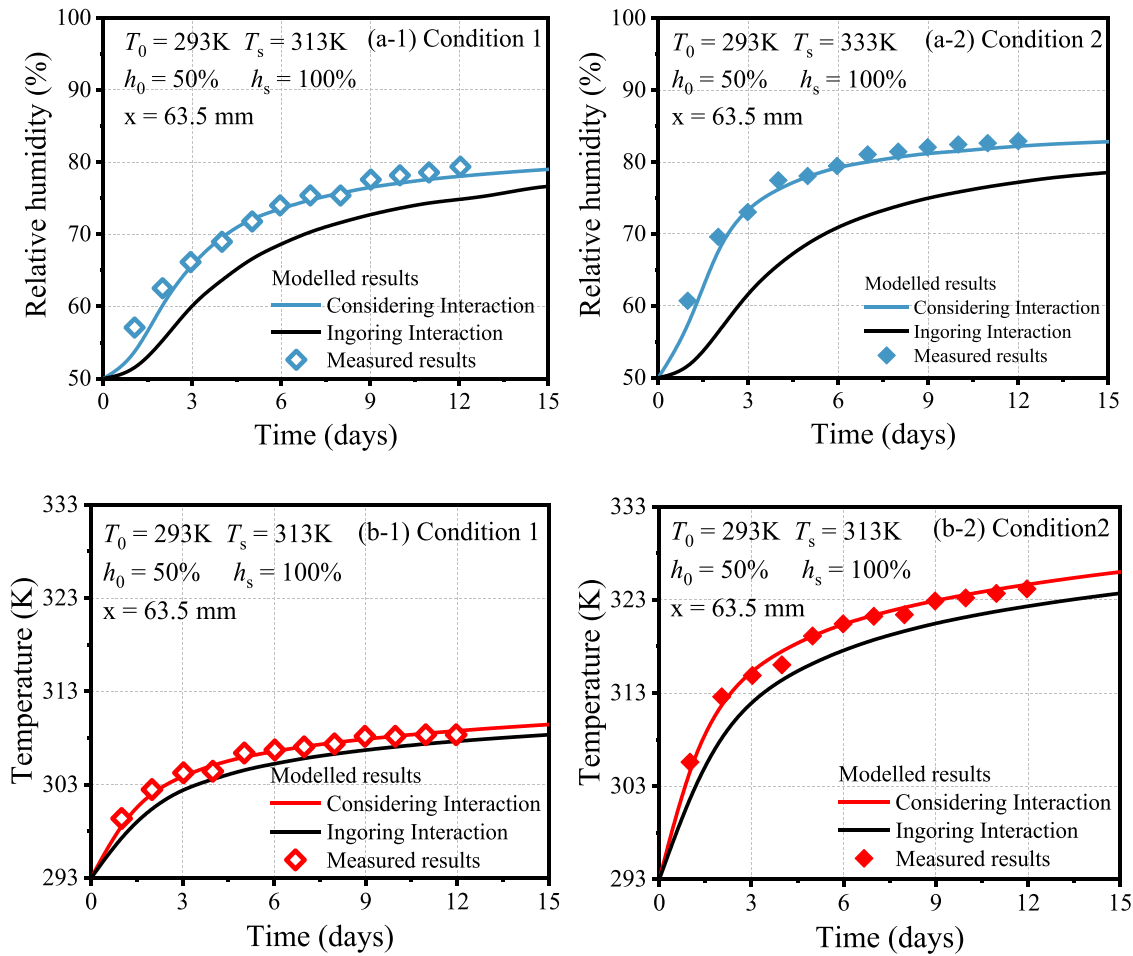 T0 = 293K Ts = 313K (a-1) Condition 1
h0 = 50% hs = 100%
x = 63.5 mm
Relative humidity (%)
100
90
80
70
60
50
Modelled results
Considering Interaction
Ingoring Interaction
Measured results
0 3 6 9 12 15
Time (days)
T0 = 293K Ts = 333K (a-2) Condition 2
h0 = 50% hs = 100%
x = 63.5 mm
Relative humidity (%)
100
90
80
70
60
50
Modelled results
Considering Interaction
Ingoring Interaction
Measured results
0 3 6 9 12 15
Time (days)
T0 = 293K Ts = 313K (b-1) Condition 1
h0 = 50% hs = 100%
x = 63.5 mm
Temperature (K)
333
323
313
303
293
Modelled results
Considering Interaction
Ingoring Interaction
Measured results
0 3 6 9 12 15
Time (days)
T0 = 293K Ts = 313K (b-2) Condition2
h0 = 50% hs = 100%
x = 63.5 mm
Temperature (K)
333
323
313
303
293
Modelled results
Considering Interaction
Ingoring Interaction
Measured results
0 3 6 9 12 15
Time (days)